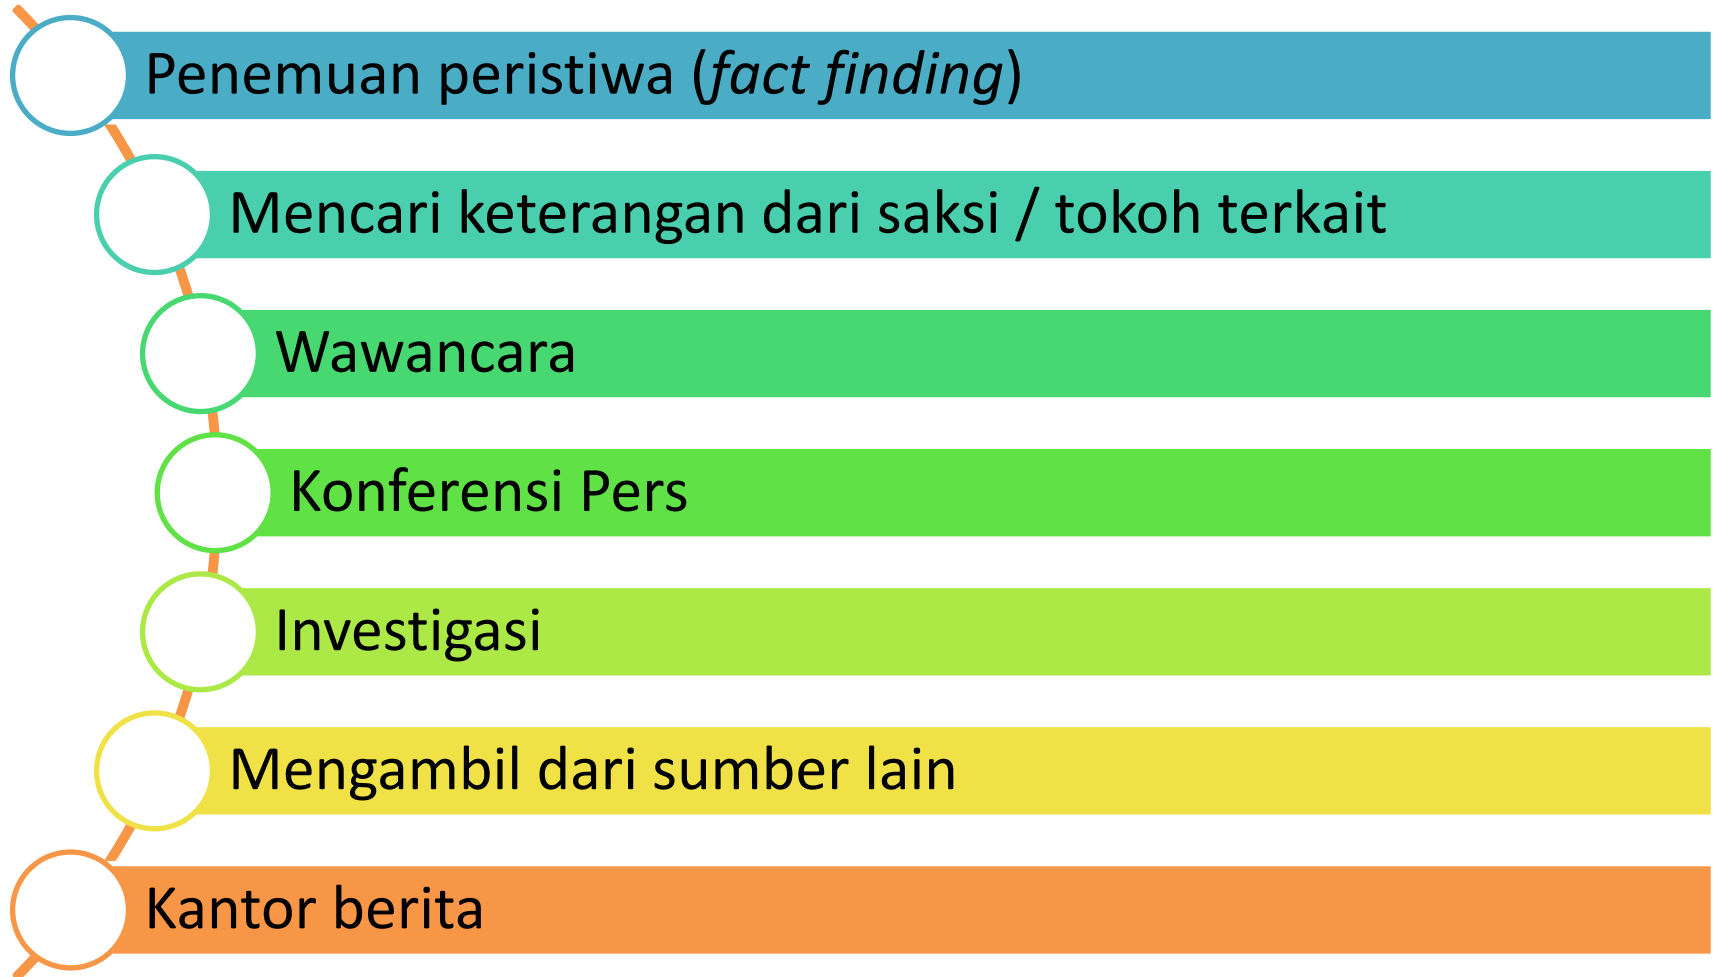 Penemuan peristiwa (fact finding)
Mencari keterangan dari saksi / tokoh terkait
Wawancara
Konferensi Pers
Investigasi
Mengambil dari sumber lain
Kantor berita